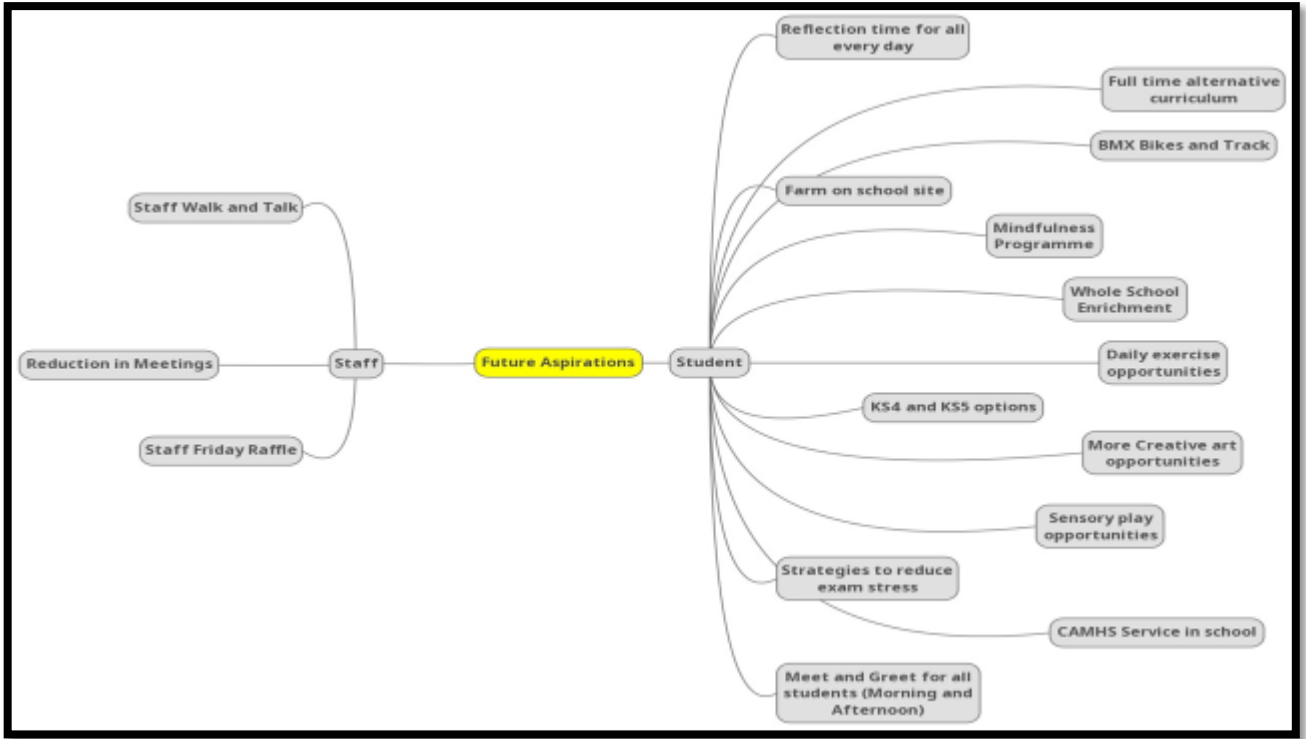 Reflection time for all
every day
Full time alternative
curriculum
BMX Bikes and Track
Farm on school site
Staff Walk and Talk
Mindfulness
Programme
Whole School
Enrichment
Reduction in Meetings
Staff
Future Aspirations
Student
Daily exercise
opportunities
KS4 and KS5 options
Staff Friday Raffle
More Creative art
opportunities
Sensory play
opportunities
Strategies to reduce
exam stress
CAMHS Service in school
Meet and Greet for all
students (Morning and
Afternoon)